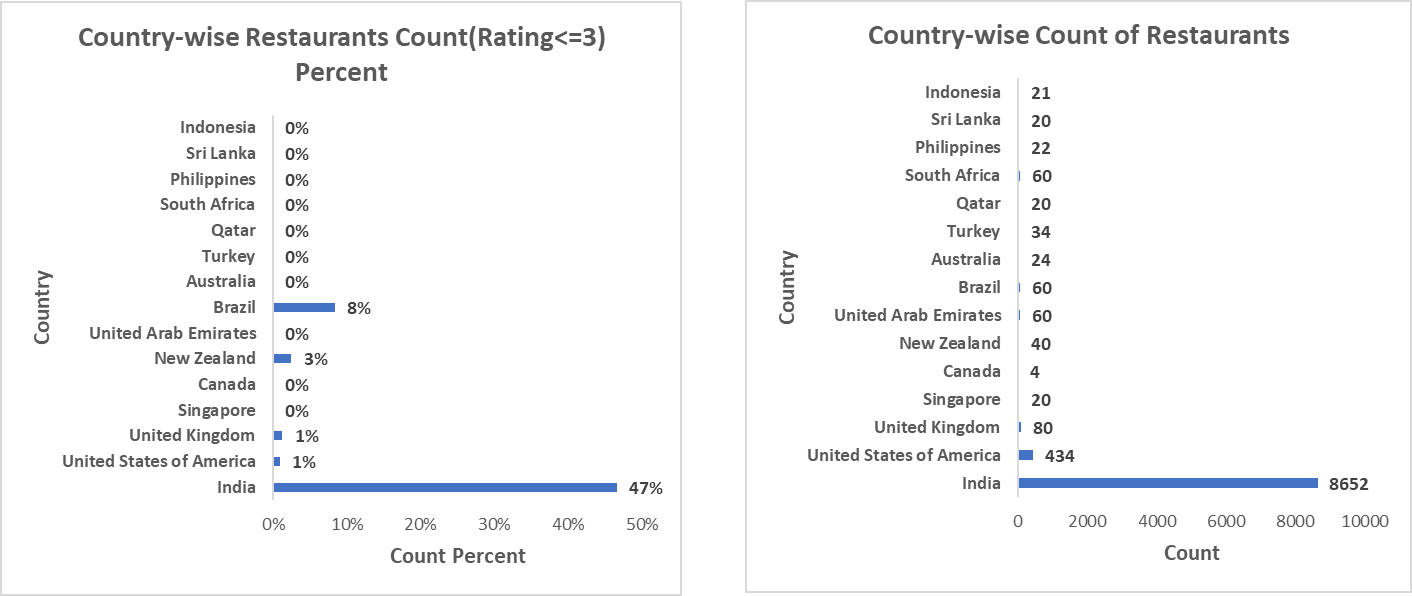 Country-wise Restaurants Count(Rating<=3)
Percent
Country
Indonesia 0%
Sri Lanka 0%
Philippines 0%
South Africa 0%
Qatar 0%
Turkey 0%
Australia 0%
Brazil 8%
United Arab Emirates 0%
New Zealand 3%
Canada 0%
Singapore 0%
United Kingdom 1%
United States of America 1%
India 47%
0% 10% 20% 30% 40% 50%
Count Percent
Country-wise Count of Restaurants
Country
Indonesia 21
Sri Lanka 20
Philippines 22
South Africa 60
Qatar 20
Turkey 34
Australia 24
Brazil 60
United Arab Emirates 60
New Zealand 40
Canada 4
Singapore 20
United Kingdom 80
United States of America 434
India 8652
0 2000 4000 6000 8000 10000
Count